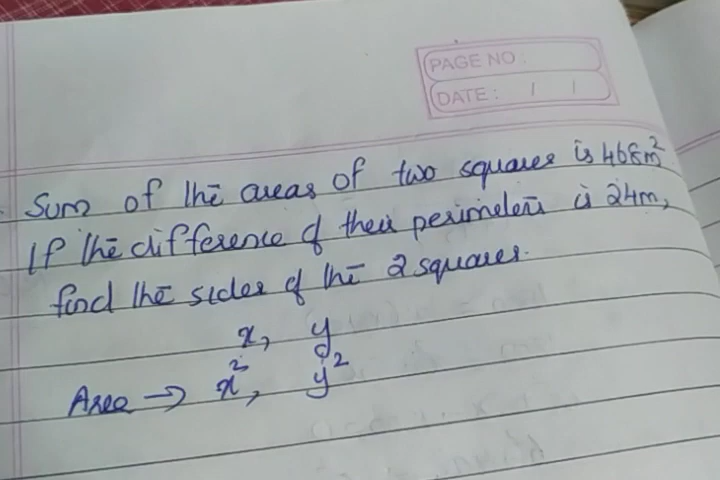 PAGE NO:
DATE: / /
Sum of the areas of two squares is 468m²
If the difference of their perimeters is 24m,
find the sides of the 2 squares.
x, y
Area → x², y²